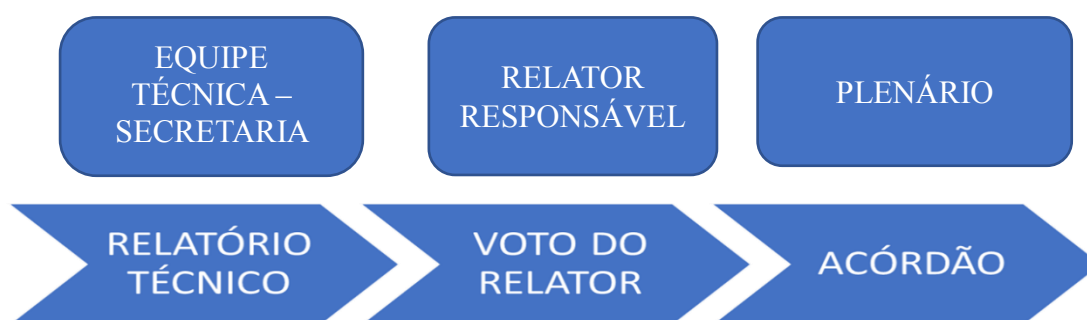 EQUIPE
TÉCNICA –
SECRETARIA
RELATOR
RESPONSÁVEL
PLENÁRIO
RELATÓRIO
TÉCNICO
VOTO DO
RELATOR
ACÓRDÃO